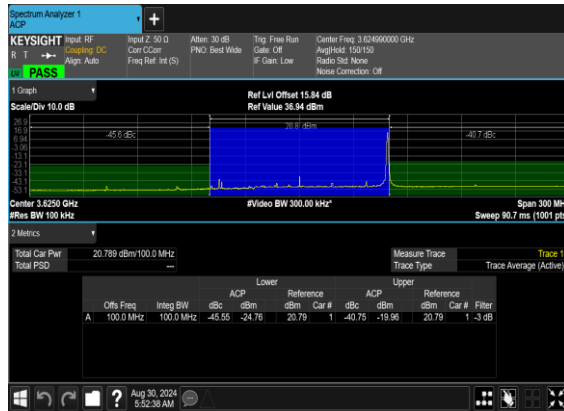 Spectrum Analyzer 1
ACP
+
KEYSIGHT Input: RF Input Z: 50 Ω Atten: 30 dB Trig: Free Run Center Freq: 3.624990000 GHz
R T Coupling: DC Corr CCorr PNO: Best Wide Gate: Off Avg|Hold: 150/150
Align: Auto Freq Ref: Int (S) IF Gain: Low Radio Std: None
PASS Noise Correction: Off
1 Graph
Ref Lvl Offset 15.84 dB
Scale/Div 10.0 dB Ref Value 36.94 dBm
26.9
16.9 20.8 dBm
6.94 -45.6 dBc -40.7 dBc
-3.06
-13.1
-23.1
-33.1
-43.1
-53.1
Center 3.6250 GHz #Video BW 300.00 kHz* Span 300 MH
#Res BW 100 kHz Sweep 90.7 ms (1001 pts
2 Metrics
Total Car Pwr 20.789 dBm/100.0 MHz Measure Trace Trace 1
Total PSD --- Trace Type Trace Average (Active)
Lower Upper
ACP Reference ACP Reference
Offs Freq Integ BW dBc dBm dBm Car # dBc dBm dBm Car # Filter
A 100.0 MHz 100.0 MHz -45.55 -24.76 20.79 1 -40.75 -19.96 20.79 1 -3 dB
? Aug 30, 2024
5:52:38 AM